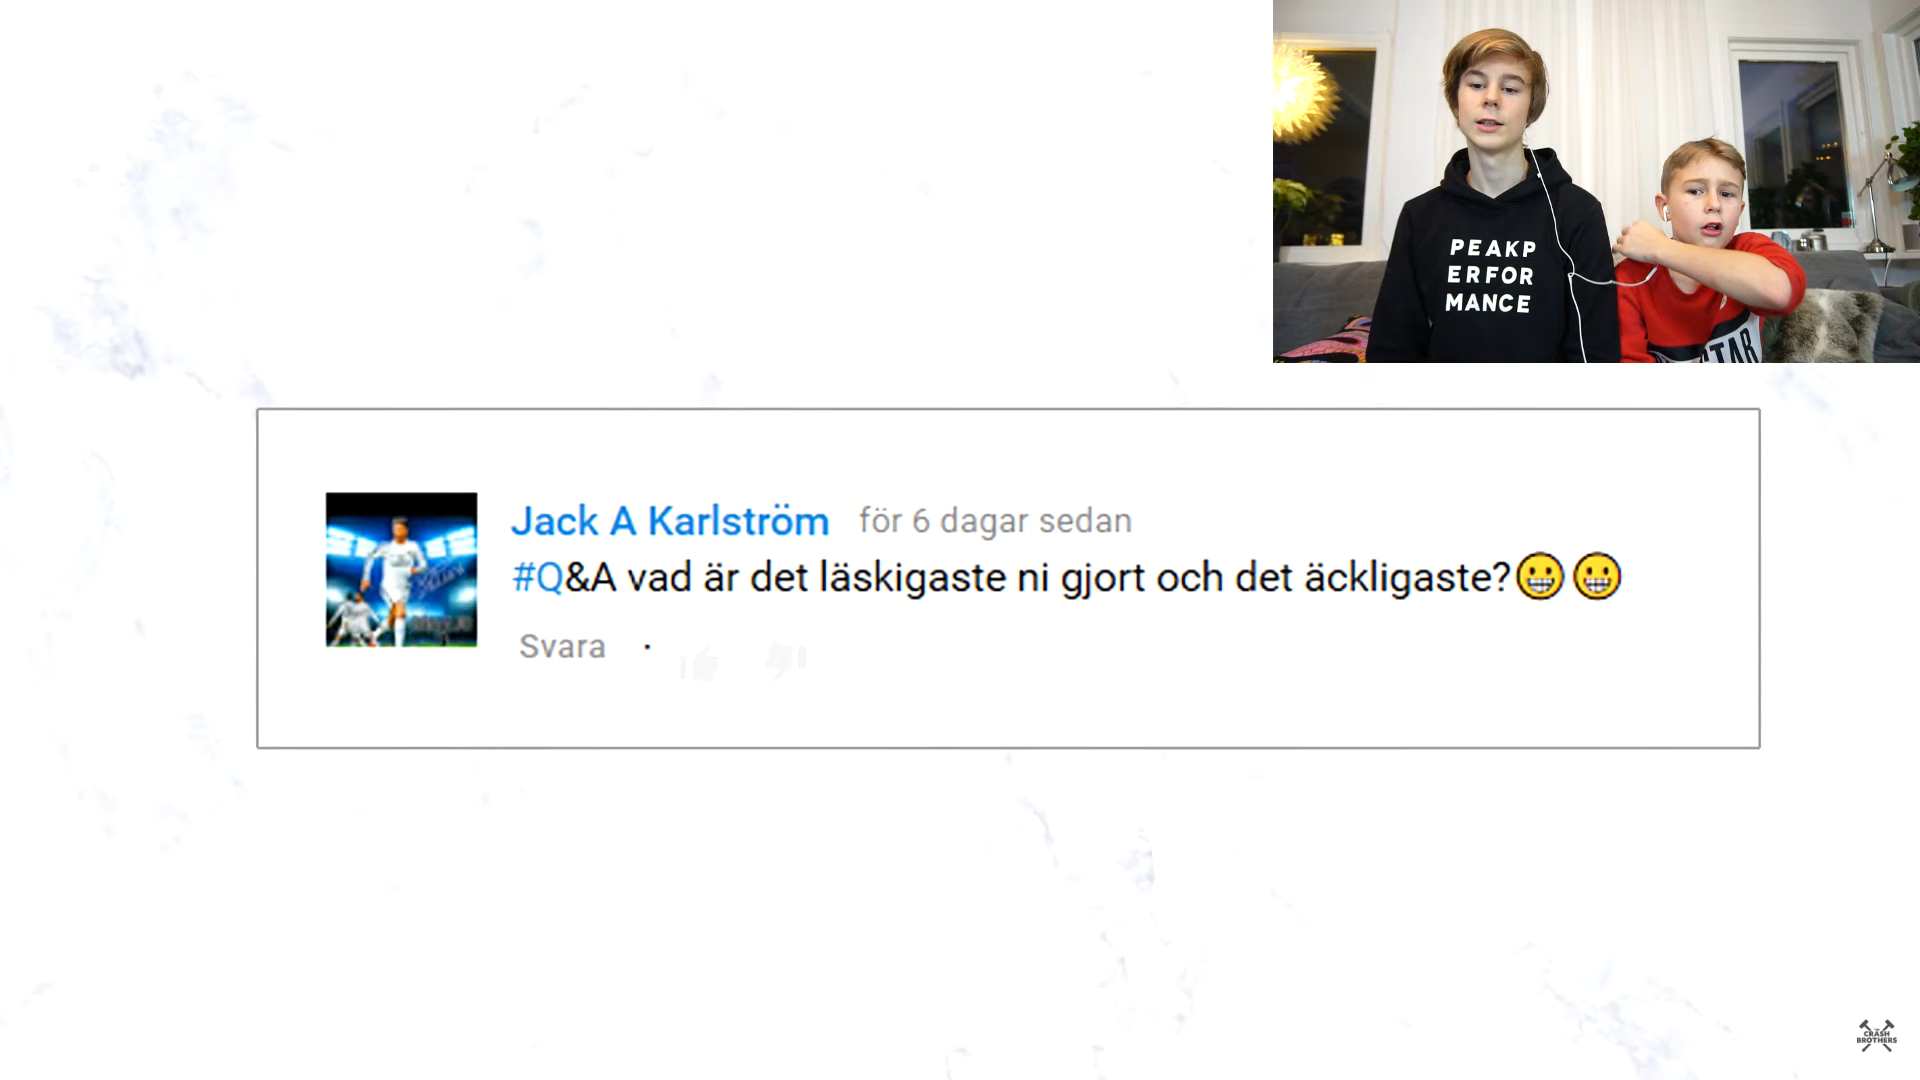 PEAKP
ERFOR
MANCE
TAR
Jack A Karlström för 6 dagar sedan
#Q&A vad är det läskigaste ni gjort och det äckligaste?😬😬
Svara ·
CRASH
BROTHERS